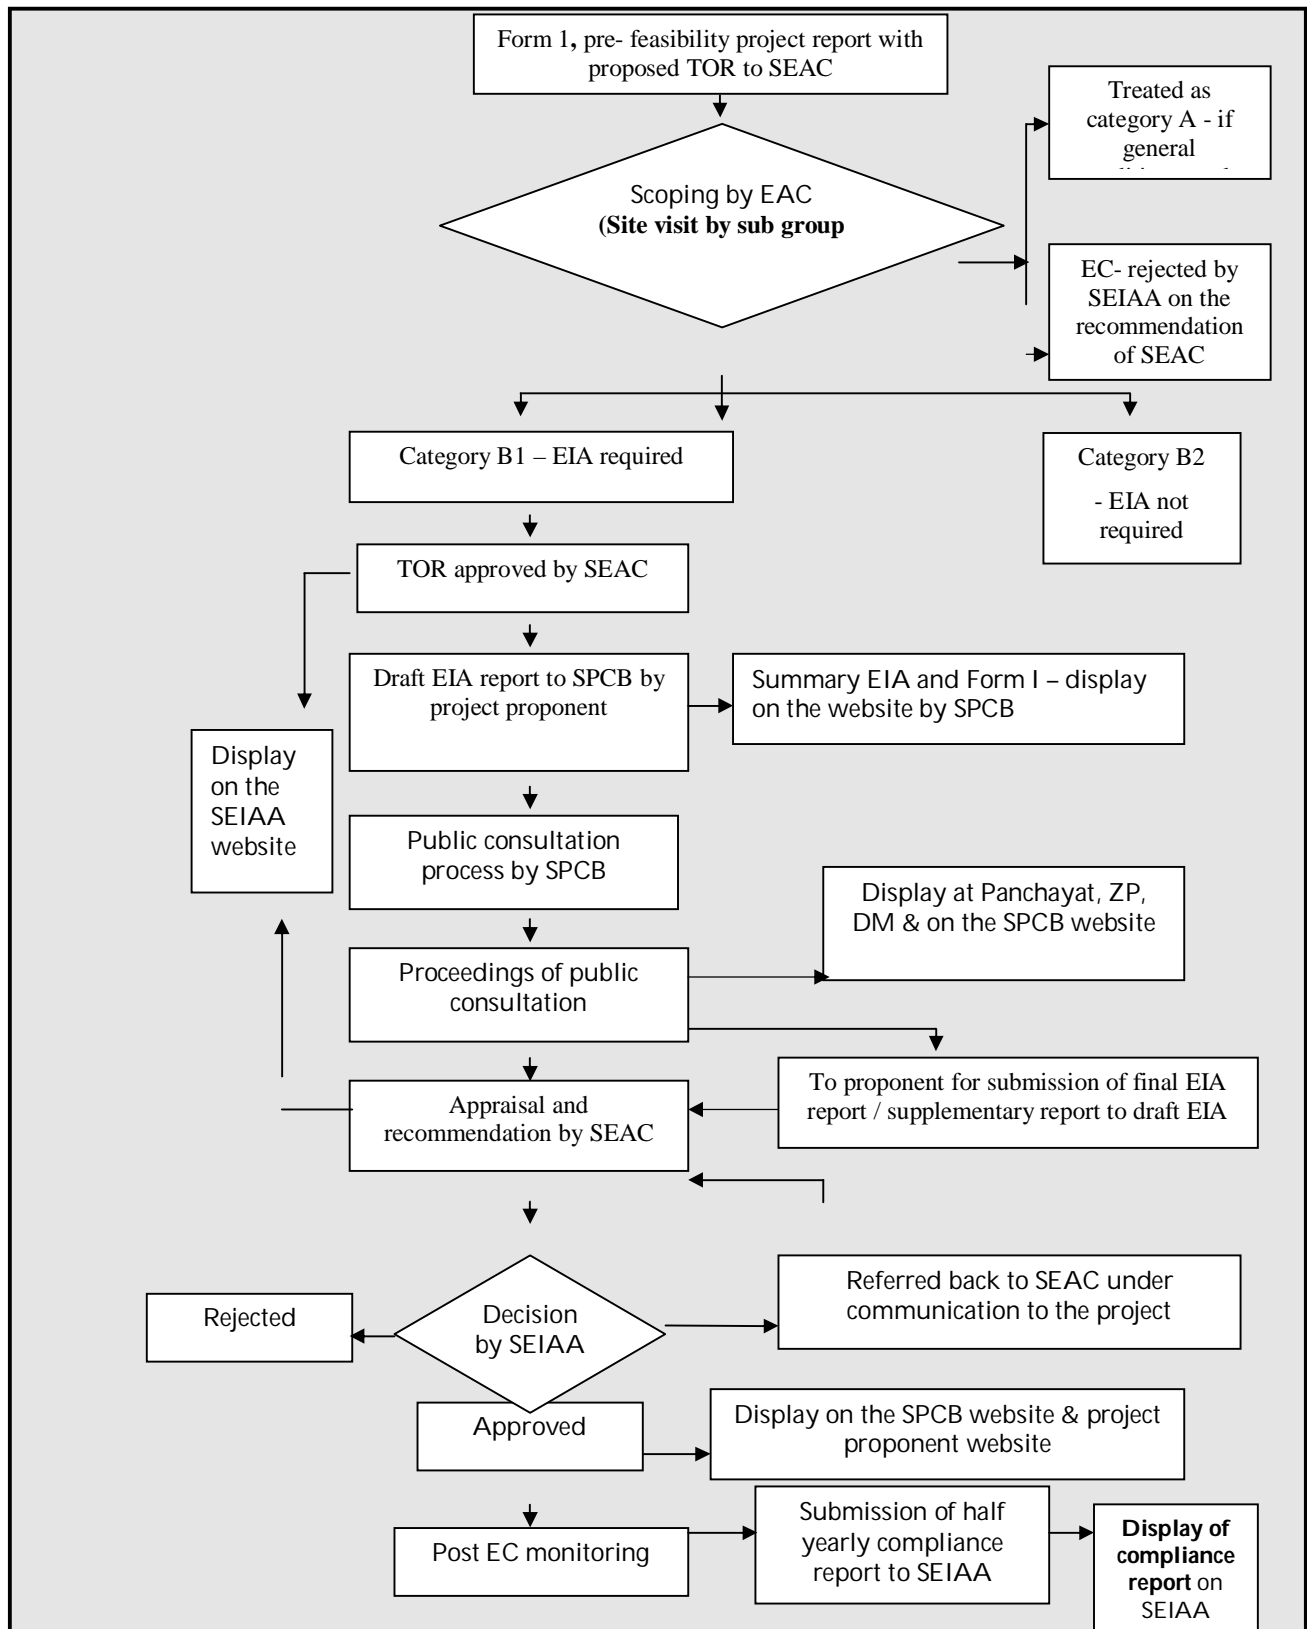 Form 1, pre- feasibility project report with
proposed TOR to SEAC
Treated as
category A - if
general
Scoping by EAC
(Site visit by sub group
EC- rejected by
SEIAA on the
recommendation
of SEAC
Category B1 – EIA required
Category B2
- EIA not
required
TOR approved by SEAC
Draft EIA report to SPCB by
project proponent
Summary EIA and Form I – display
on the website by SPCB
Display
on the
SEIAA
website
Public consultation
process by SPCB
Display at Panchayat, ZP,
DM & on the SPCB website
Proceedings of public
consultation
To proponent for submission of final EIA
report / supplementary report to draft EIA
Appraisal and
recommendation by SEAC
Referred back to SEAC under
communication to the project
Rejected
Decision
by SEIAA
Approved
Display on the SPCB website & project
proponent website
Submission of half
yearly compliance
report to SEIAA
Post EC monitoring
Display of
compliance
report on
SEIAA